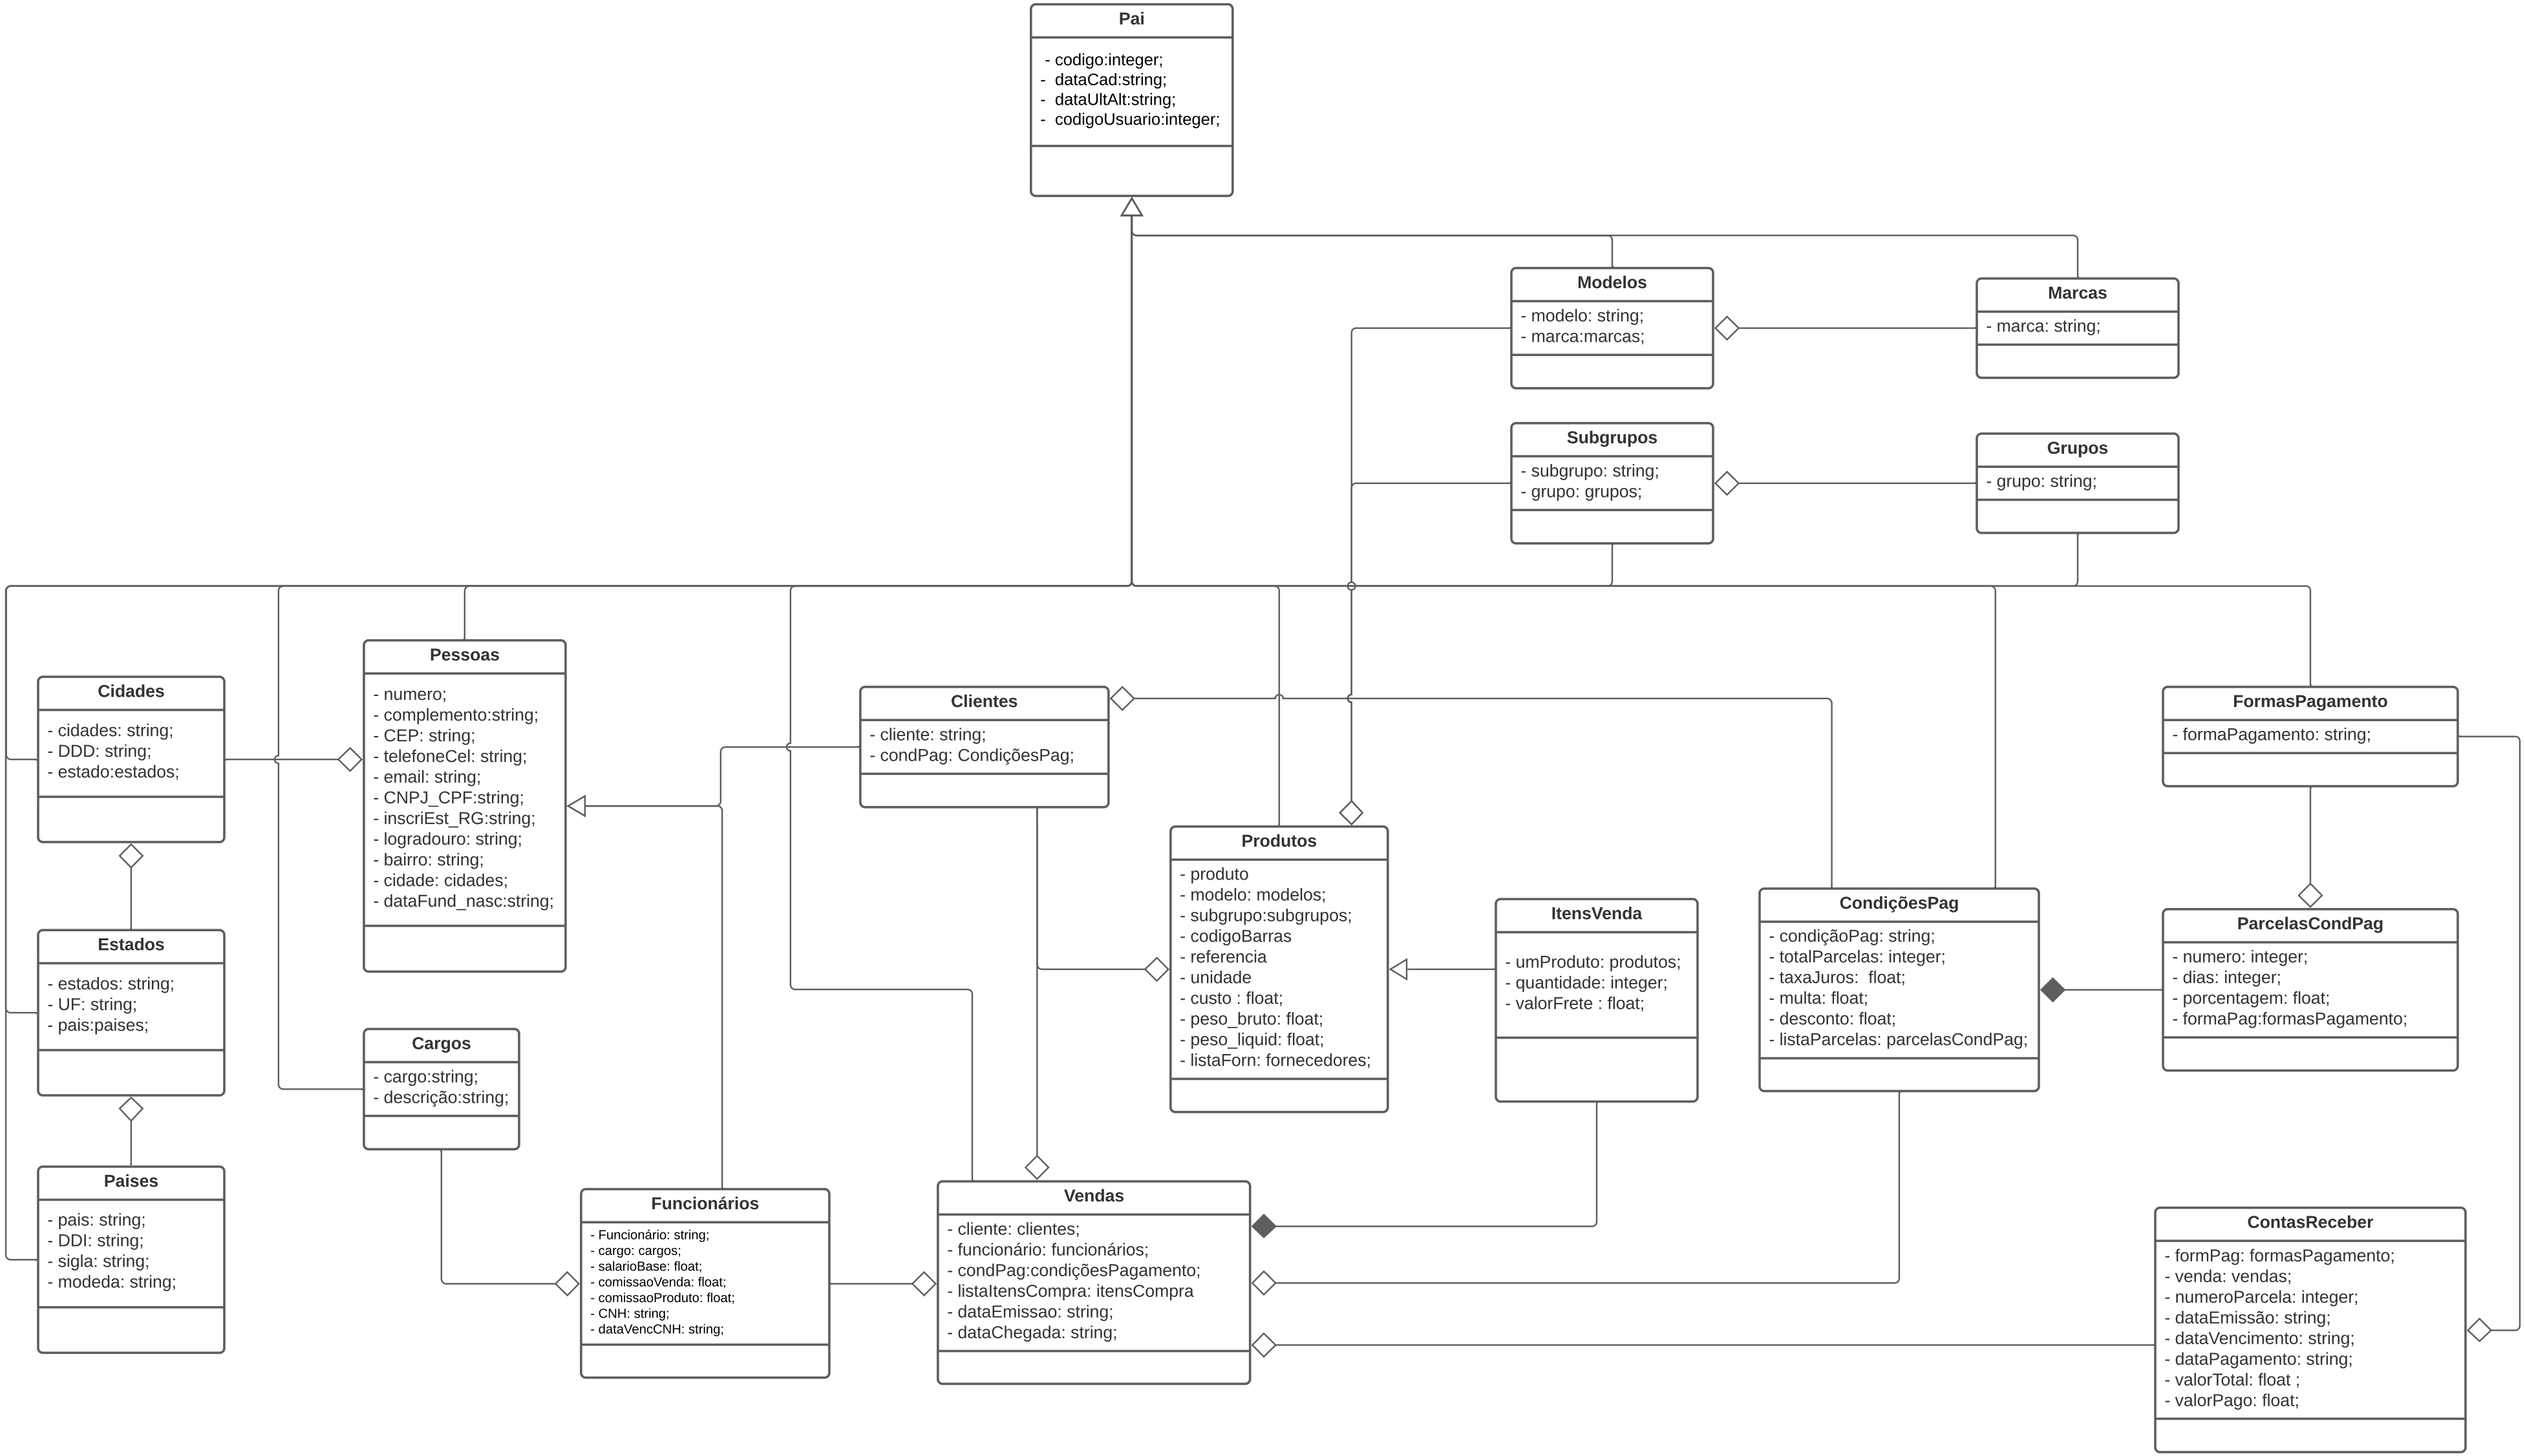 Pai
- codigo:integer;
- dataCad:string;
- dataUltAlt:string;
- codigoUsuario:integer;
Modelos
- modelo: string;
- marca:marcas;
Marcas
- marca: string;
Subgrupos
- subgrupo: string;
- grupo: grupos;
Grupos
- grupo: string;
Pessoas
- numero;
- complemento:string;
- CEP: string;
- telefoneCel: string;
- email: string;
- CNPJ_CPF:string;
- inscriEst_RG:string;
- logradouro: string;
- bairro: string;
- cidade: cidades;
- dataFund_nasc:string;
Cidades
- cidades: string;
- DDD: string;
- estado:estados;
Clientes
- cliente: string;
- condPag: CondiçõesPag;
FormasPagamento
- formaPagamento: string;
Produtos
- produto
- modelo: modelos;
- subgrupo:subgrupos;
- codigoBarras
- referencia
- unidade
- custo : float;
- peso_bruto: float;
- peso_liquid: float;
- listaForn: fornecedores;
ItensVenda
- umProduto: produtos;
- quantidade: integer;
- valorFrete : float;
CondiçõesPag
- condiçãoPag: string;
- totalParcelas: integer;
- taxaJuros:  float;
- multa: float;
- desconto: float;
- listaParcelas: parcelasCondPag;
ParcelasCondPag
- numero: integer;
- dias: integer;
- porcentagem: float;
- formaPag:formasPagamento;
Estados
- estados: string;
- UF: string;
- pais:paises;
Cargos
- cargo:string;
- descrição:string;
Paises
- pais: string;
- DDI: string;
- sigla: string;
- modeda: string;
Funcionários
- Funcionário: string;
- cargo: cargos;
- salarioBase: float;
- comissaoVenda: float;
- comissaoProduto: float;
- CNH: string;
- dataVencCNH: string;
Vendas
- cliente: clientes;
- funcionário: funcionários;
- condPag:condiçõesPagamento;
- listaItensCompra: itensCompra
- dataEmissao: string;
- dataChegada: string;
ContasReceber
- formPag: formasPagamento;
- venda: vendas;
- numeroParcela: integer;
- dataEmissão: string;
- dataVencimento: string;
- dataPagamento: string;
- valorTotal: float ;
- valorPago: float;